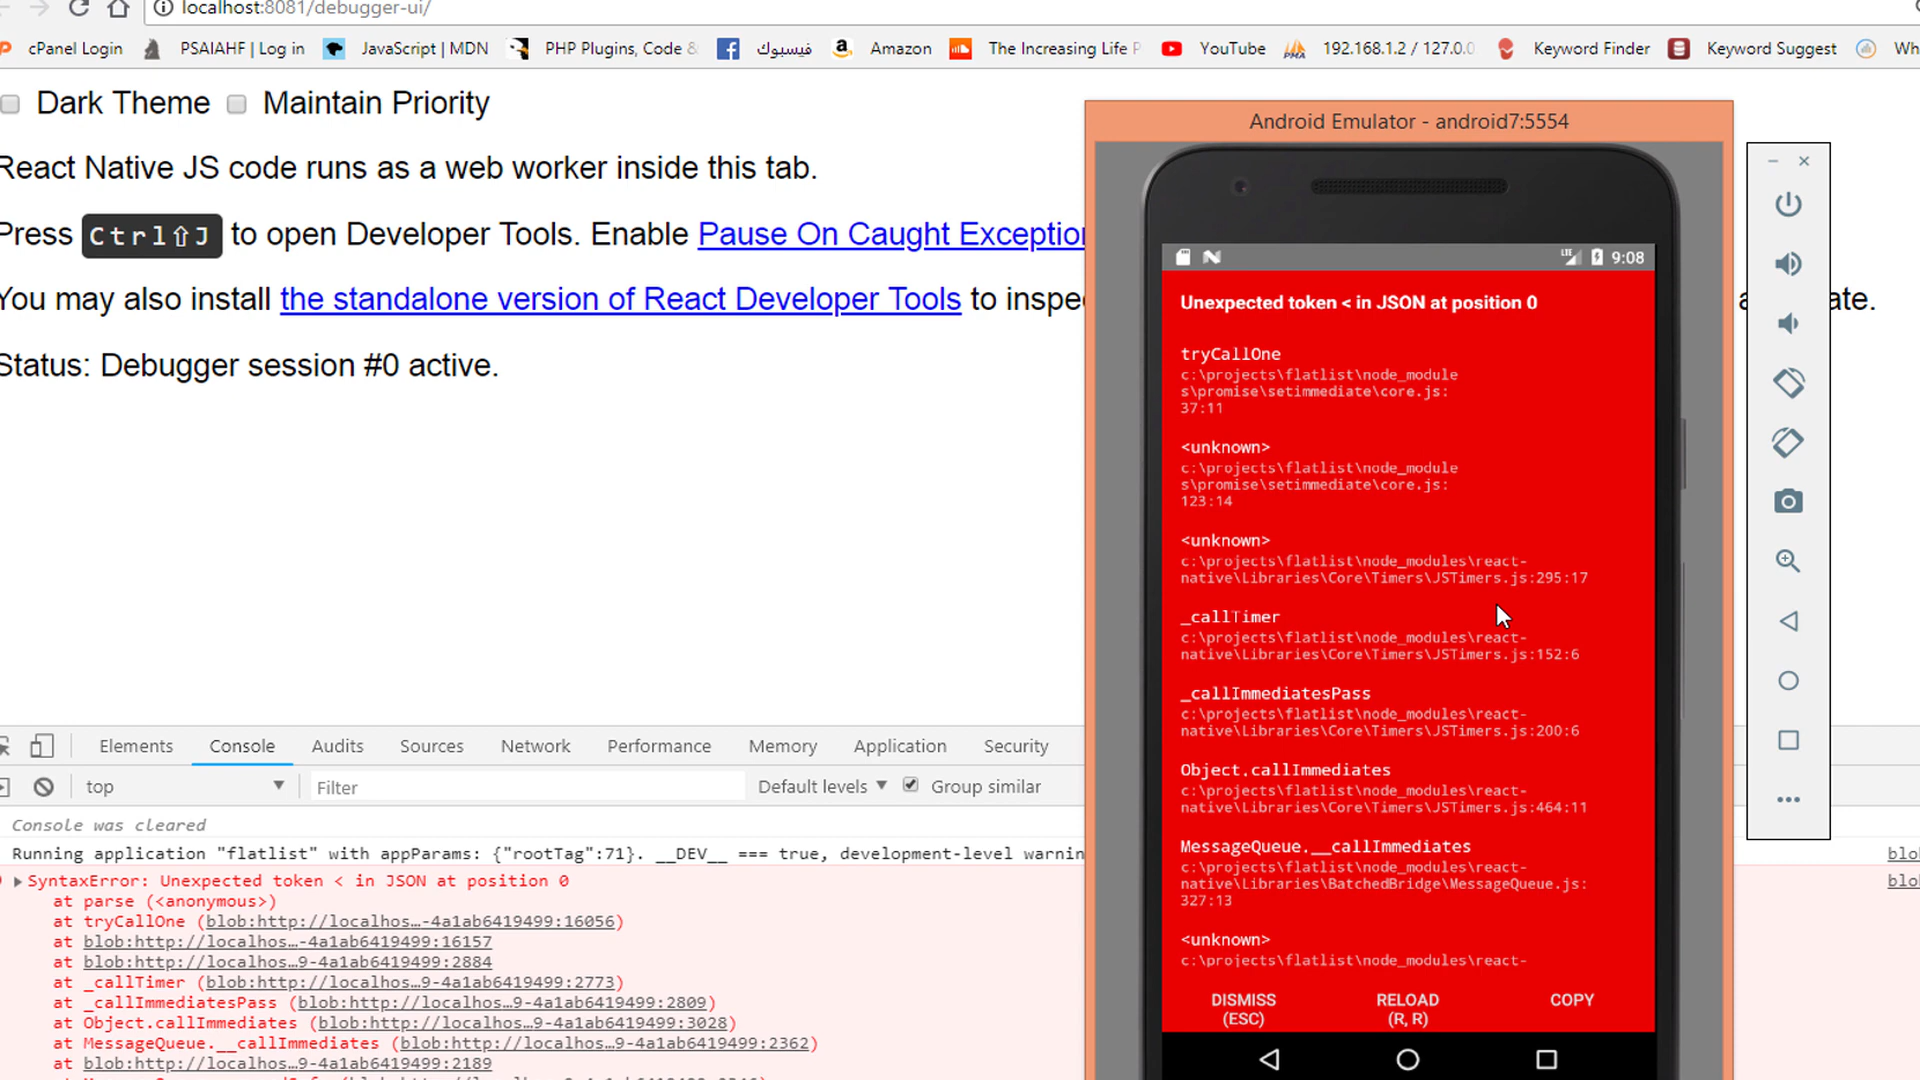 localhost:8081/debugger-ui/
cPanel Login PSAIAHF | Log in JavaScript | MDN PHP Plugins, Code & فيسبوك Amazon The Increasing Life P YouTube 192.168.1.2 / 127.0.0 Keyword Finder Keyword Suggest Wh
Dark Theme Maintain Priority
React Native JS code runs as a web worker inside this tab.
Press Ctrl⇧J to open Developer Tools. Enable Pause On Caught Exception
You may also install the standalone version of React Developer Tools to inspe a ate.
Status: Debugger session #0 active.
Elements Console Audits Sources Network Performance Memory Application Security
top Filter Default levels Group similar
Console was cleared
Running application "flatlist" with appParams: {"rootTag":71}. __DEV__ === true, development-level warnin blo
SyntaxError: Unexpected token < in JSON at position 0 blo
at parse (<anonymous>)
at tryCallOne (blob:http://localhos…-4a1ab6419499:16056)
at blob:http://localhos…-4a1ab6419499:16157
at blob:http://localhos…9-4a1ab6419499:2884
at _callTimer (blob:http://localhos…9-4a1ab6419499:2773)
at _callImmediatesPass (blob:http://localhos…9-4a1ab6419499:2809)
at Object.callImmediates (blob:http://localhos…9-4a1ab6419499:3028)
at MessageQueue.__callImmediates (blob:http://localhos…9-4a1ab6419499:2362)
at blob:http://localhos…9-4a1ab6419499:2189
Android Emulator - android7:5554
LTE 9:08
Unexpected token < in JSON at position 0
tryCallOne
c:\projects\flatlist\node_module
s\promise\setimmediate\core.js:
37:11
<unknown>
c:\projects\flatlist\node_module
s\promise\setimmediate\core.js:
123:14
<unknown>
c:\projects\flatlist\node_modules\react-
native\Libraries\Core\Timers\JSTimers.js:295:17
_callTimer
c:\projects\flatlist\node_modules\react-
native\Libraries\Core\Timers\JSTimers.js:152:6
_callImmediatesPass
c:\projects\flatlist\node_modules\react-
native\Libraries\Core\Timers\JSTimers.js:200:6
Object.callImmediates
c:\projects\flatlist\node_modules\react-
native\Libraries\Core\Timers\JSTimers.js:464:11
MessageQueue.__callImmediates
c:\projects\flatlist\node_modules\react-
native\Libraries\BatchedBridge\MessageQueue.js:
327:13
<unknown>
c:\projects\flatlist\node_modules\react-
DISMISS RELOAD COPY
(ESC) (R, R)